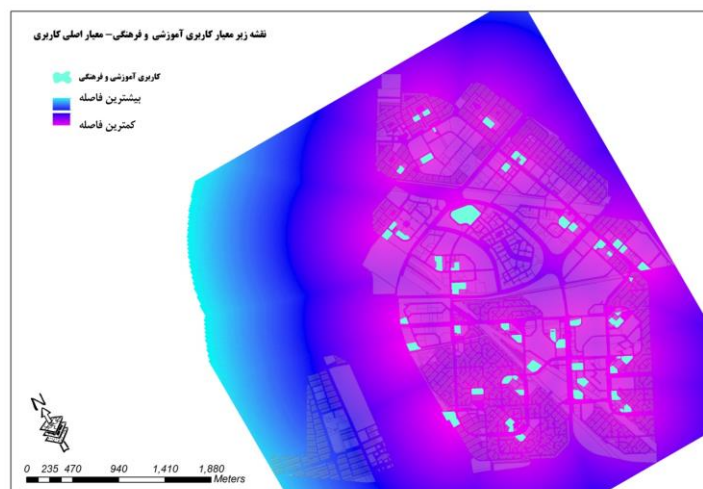 نقشه زیر معیار کاربری آموزشی و فرهنگی– معیار اصلی کاربری
کاربری آموزشی و فرهنگی
بیشترین فاصله
کمترین فاصله
N
0 235 470 940 1,410 1,880
Meters